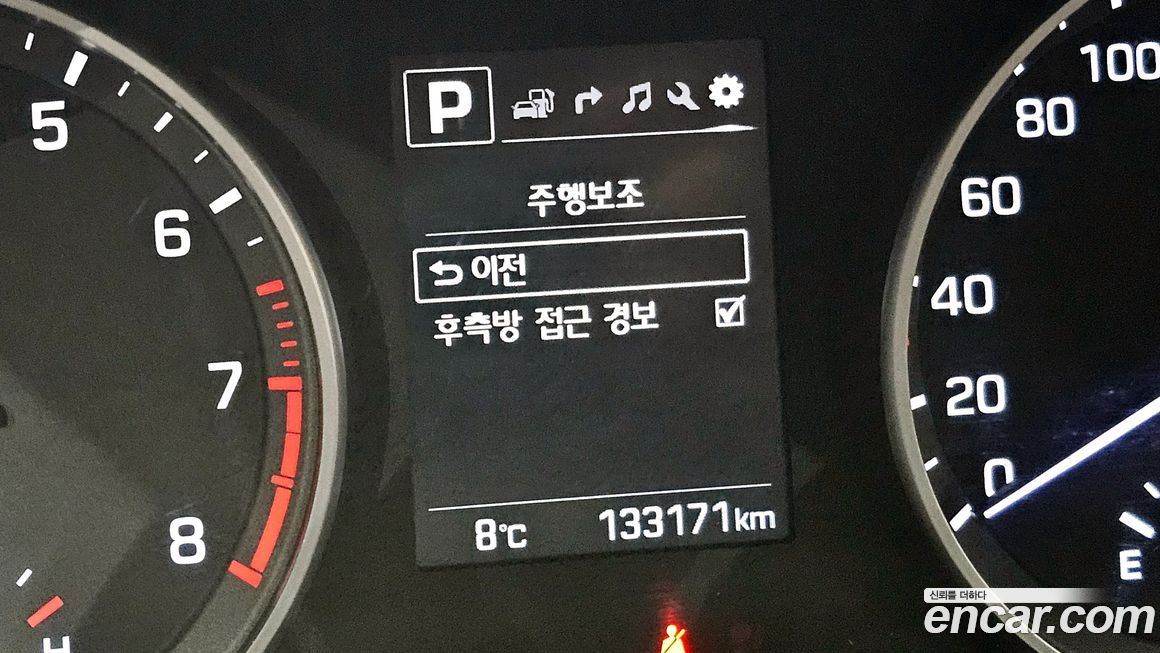 5
6
7
8
H
P
주행보조
이전
후측방 접근 경보
8℃ 133171km
100
80
60
40
20
0
E
신뢰를 더하다
encar.com